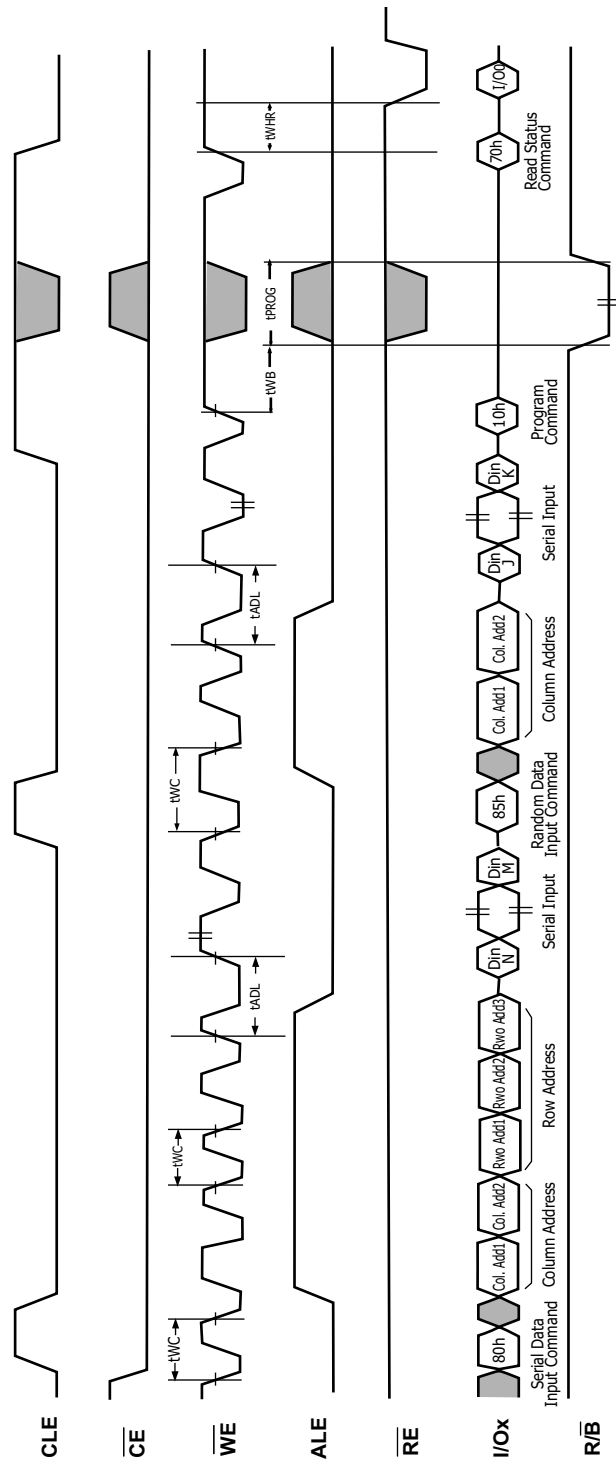 CLE
C̅E̅
W̅E̅
tWC
tWC
tADL
tWC
tADL
tWB
tPROG
tWHR
ALE
R̅E̅
I/Ox
80h
Col. Add1
Col. Add2
Rwo Add1
Rwo Add2
Rwo Add3
Din
N
Din
M
85h
Col. Add1
Col. Add2
Din
J
Din
K
10h
70h
I/O0
Serial Data
Input Command
Column Address
Row Address
Serial Input
Random Data
Input Command
Column Address
Serial Input
Program
Command
Read Status
Command
R/B̅